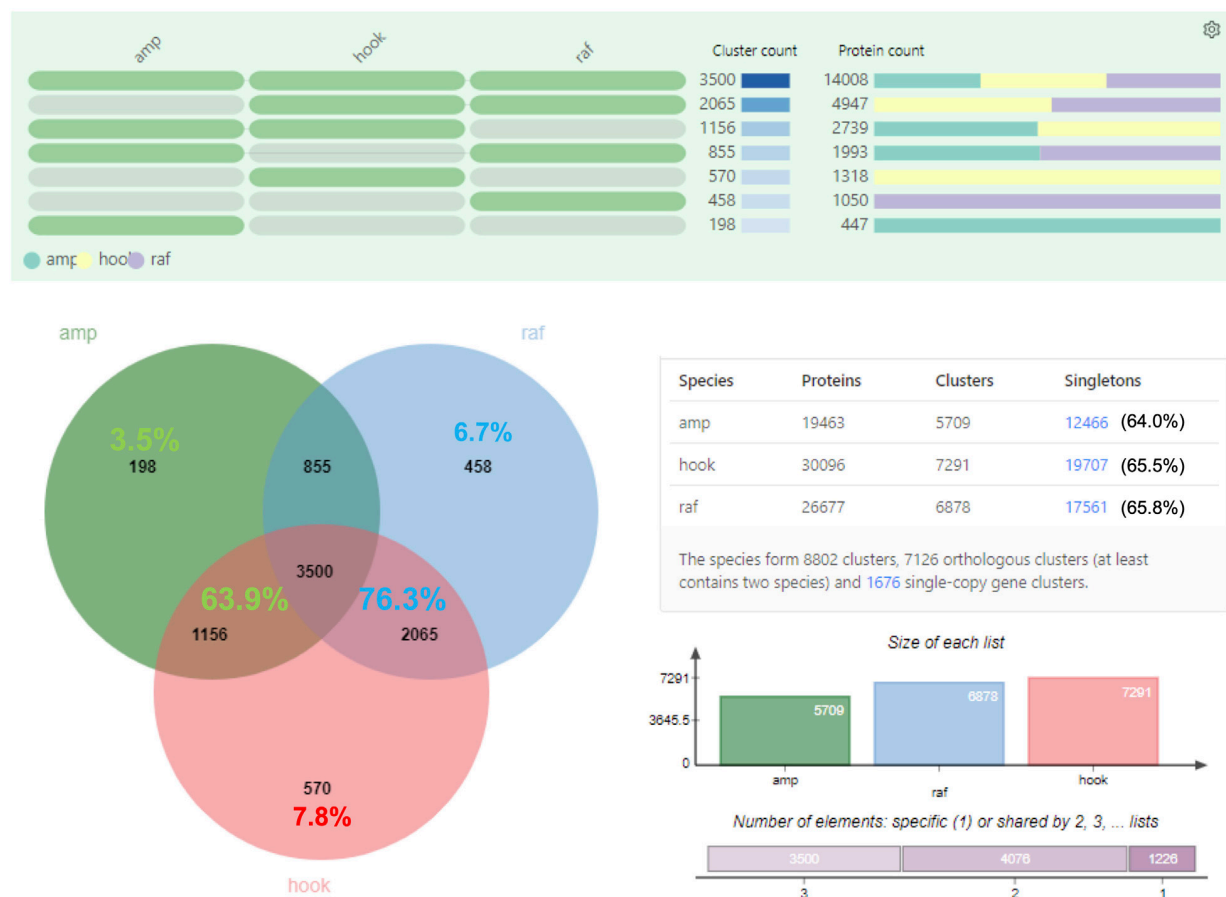 amp hook raf Cluster count Protein count
3500 14008
2065 4947
1156 2739
855 1993
570 1318
458 1050
198 447
amp hook raf
amp raf
3.5% 6.7%
198 855 458
3500
63.9% 76.3%
1156 2065
570
7.8%
hook
Species Proteins Clusters Singletons
amp 19463 5709 12466 (64.0%)
hook 30096 7291 19707 (65.5%)
raf 26677 6878 17561 (65.8%)
The species form 8802 clusters, 7126 orthologous clusters (at least
contains two species) and 1676 single-copy gene clusters.
Size of each list
7291
3645.5
0
5709 6878 7291
amp raf hook
Number of elements: specific (1) or shared by 2, 3, ... lists
3500 4076 1226
3 2 1